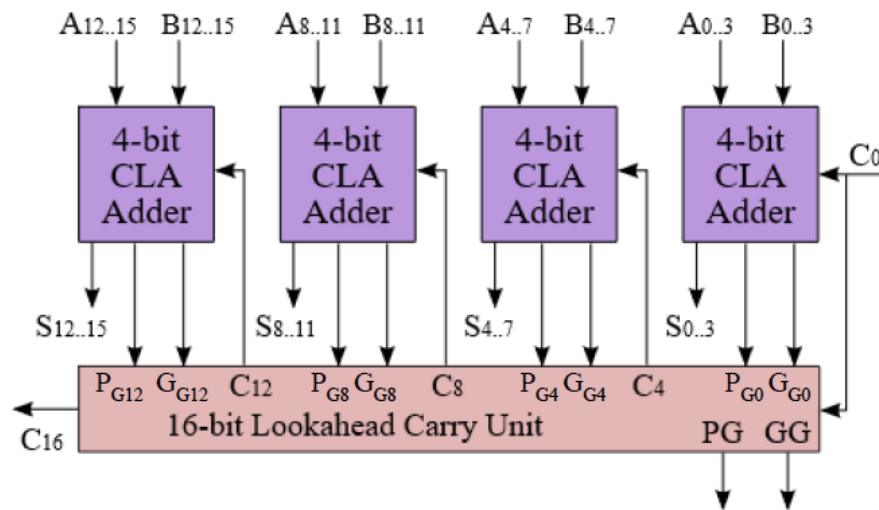 A12..15 B12..15 A8..11 B8..11 A4..7 B4..7 A0..3 B0..3
4-bit CLA Adder
4-bit CLA Adder
4-bit CLA Adder
4-bit CLA Adder
C0
S12..15 S8..11 S4..7 S0..3
PG12 GG12 C12 PG8 GG8 C8 PG4 GG4 C4 PG0 GG0
16-bit Lookahead Carry Unit PG GG
C16